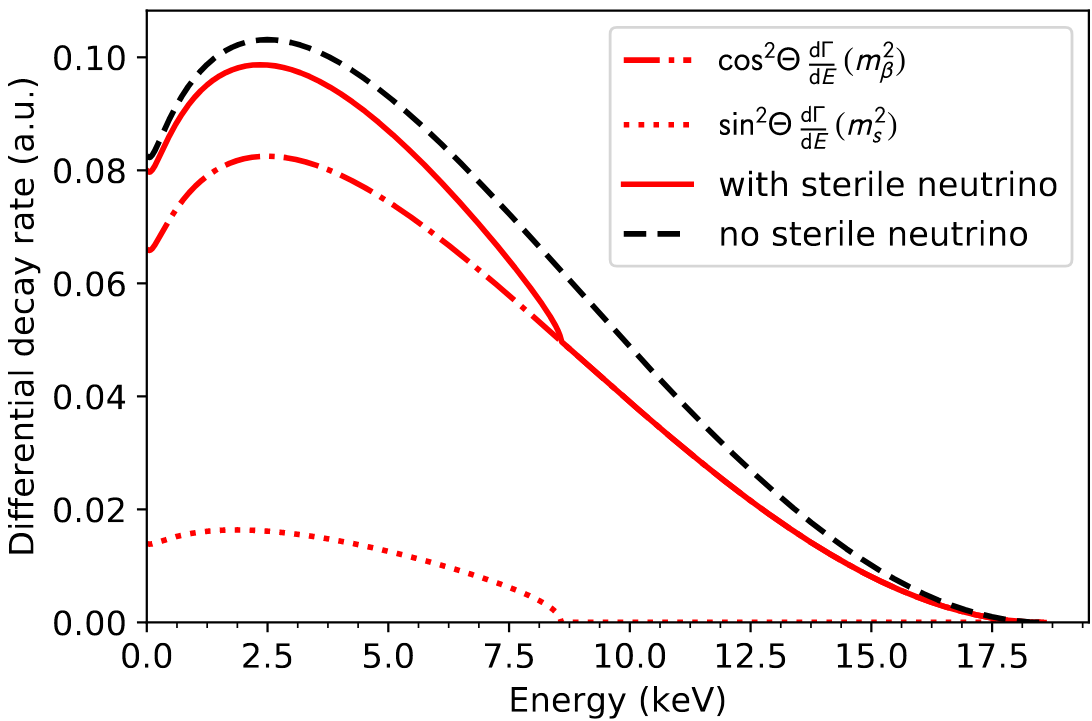 Differential decay rate (a.u.)
0.10
0.08
0.06
0.04
0.02
0.00
cos²Θ dΓ/dE (m²β)
sin²Θ dΓ/dE (m²s)
with sterile neutrino
no sterile neutrino
0.0 2.5 5.0 7.5 10.0 12.5 15.0 17.5
Energy (keV)